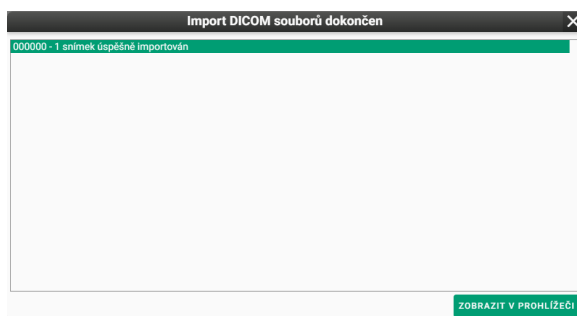 Import DICOM souborů dokončen
000000 - 1 snímek úspěšně importován
ZOBRAZIT V PROHLÍŽEČI